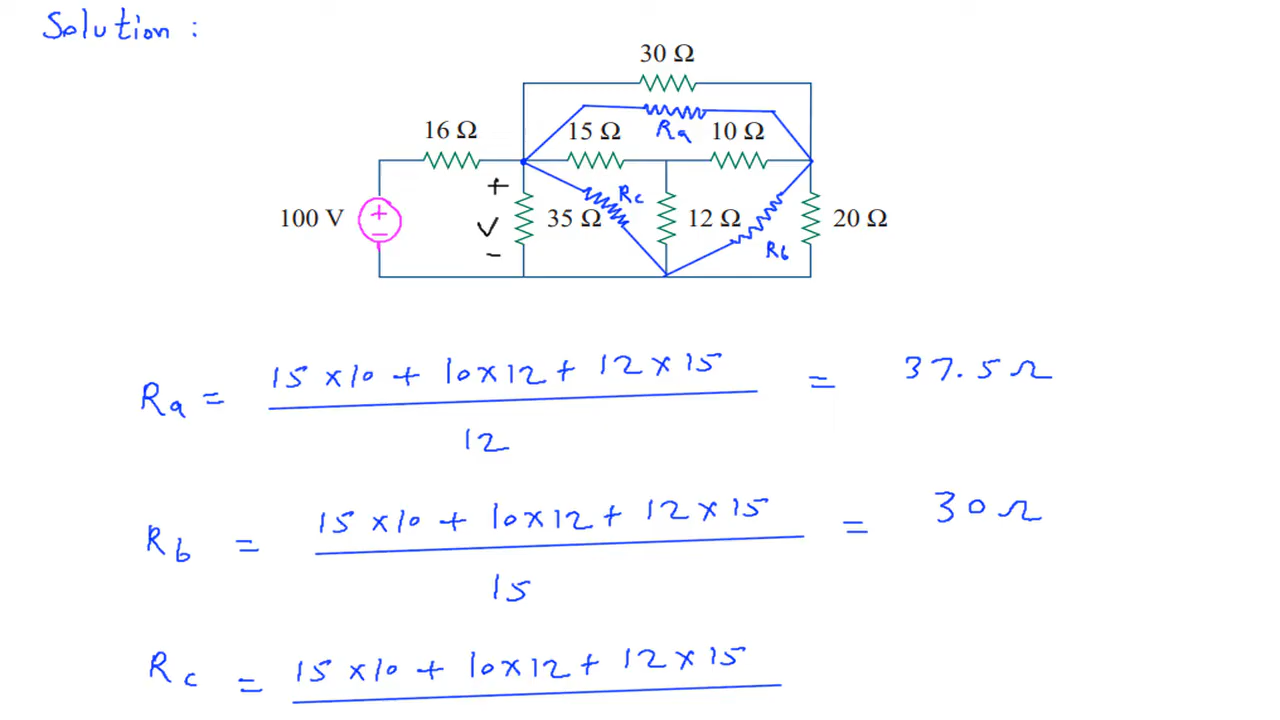 Solution :
30 Ω
16 Ω 15 Ω Ra 10 Ω
+ Rc
100 V + − V 35 Ω 12 Ω 20 Ω
− Rb
Ra = 15 x 10 + 10 x 12 + 12 x 15 / 12 = 37.5 Ω
Rb = 15 x 10 + 10 x 12 + 12 x 15 / 15 = 30 Ω
Rc = 15 x 10 + 10 x 12 + 12 x 15